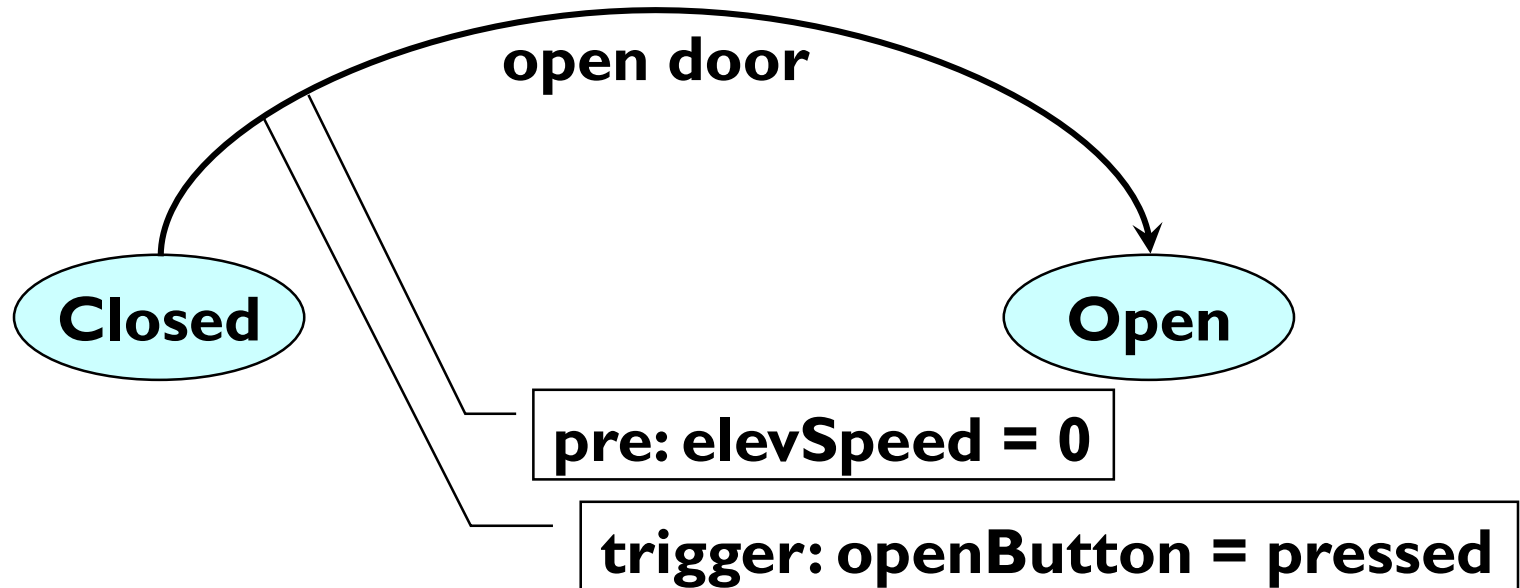 open door
Closed
Open
pre: elevSpeed = 0
trigger: openButton = pressed